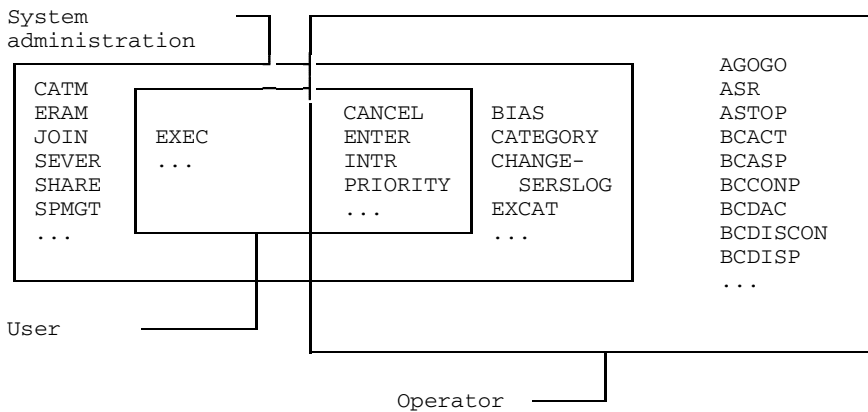 System
administration
CATM
ERAM
JOIN
SEVER
SHARE
SPMGT
...
EXEC
...
CANCEL
ENTER
INTR
PRIORITY
...
BIAS
CATEGORY
CHANGE-
SERSLOG
EXCAT
...
AGOGO
ASR
ASTOP
BCACT
BCASP
BCCONP
BCDAC
BCDISCON
BCDISP
...
User
Operator